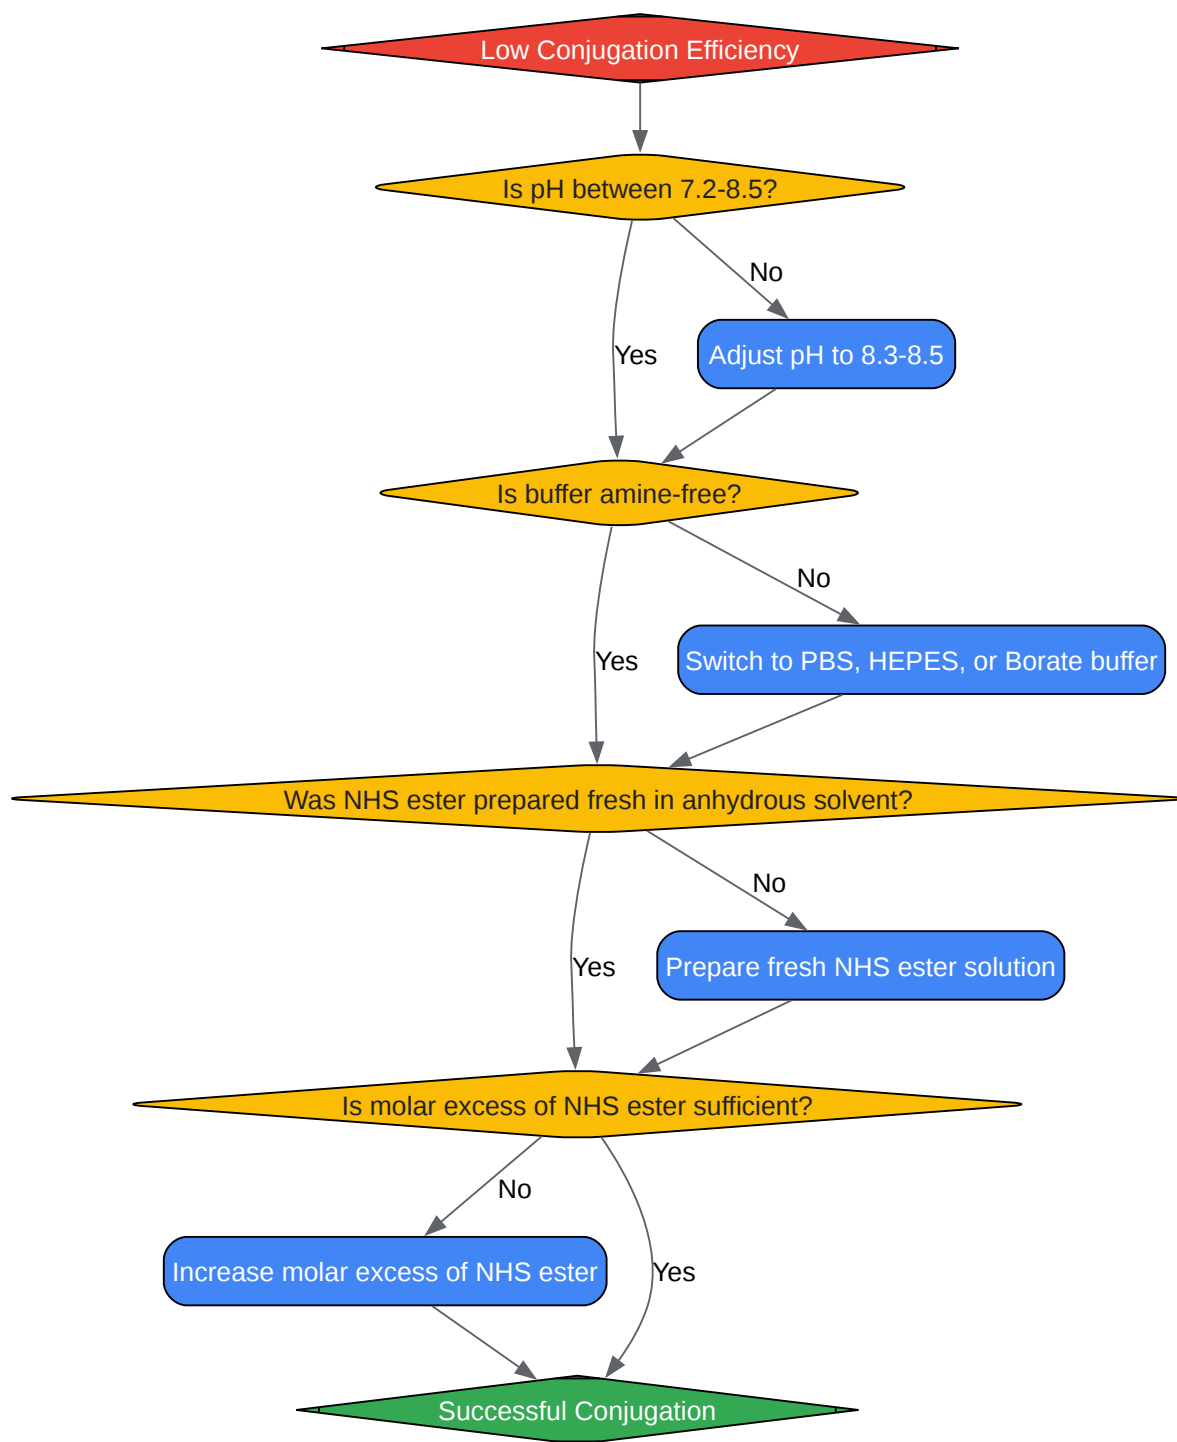 Low Conjugation Efficiency
Is pH between 7.2-8.5?
No
Yes
Adjust pH to 8.3-8.5
Is buffer amine-free?
No
Yes
Switch to PBS, HEPES, or Borate buffer
Was NHS ester prepared fresh in anhydrous solvent?
No
Yes
Prepare fresh NHS ester solution
Is molar excess of NHS ester sufficient?
No
Increase molar excess of NHS ester
Yes
Successful Conjugation